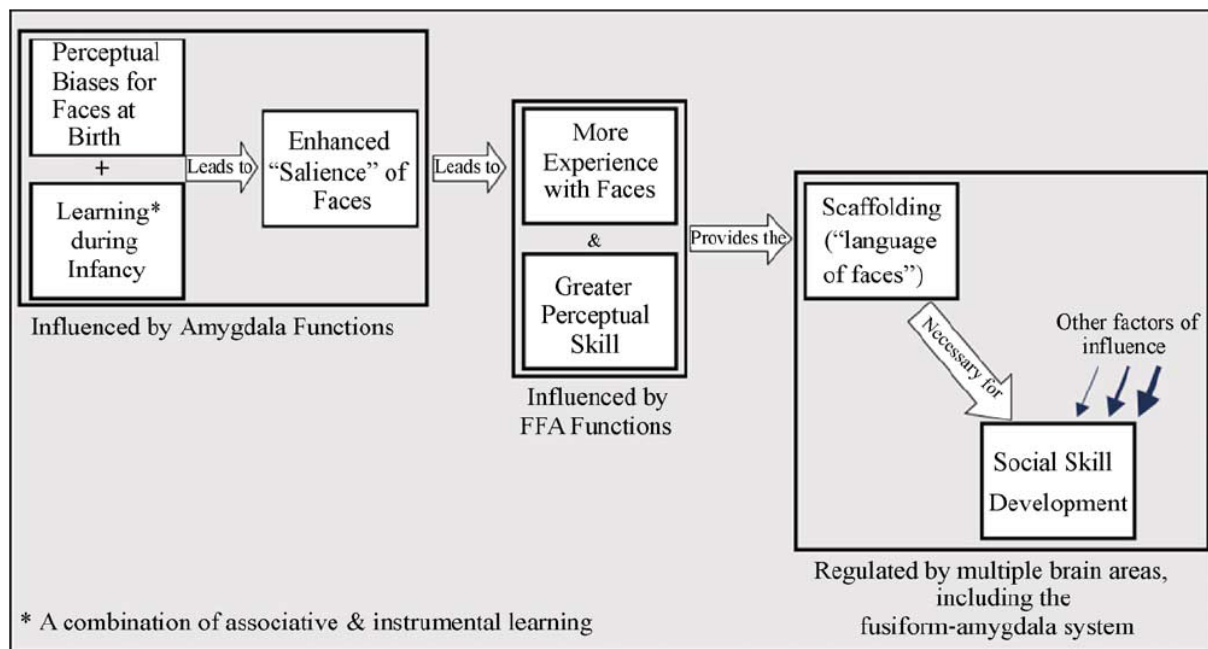 Perceptual
Biases for
Faces at
Birth
+
Learning*
during
Infancy
Leads to
Enhanced
“Salience” of
Faces
Influenced by Amygdala Functions
Leads to
More
Experience
with Faces
&
Greater
Perceptual
Skill
Influenced by
FFA Functions
Provides the
Scaffolding
(“language
of faces”)
Necessary for
Other factors of
influence
Social Skill
Development
Regulated by multiple brain areas,
including the
fusiform-amygdala system
* A combination of associative & instrumental learning